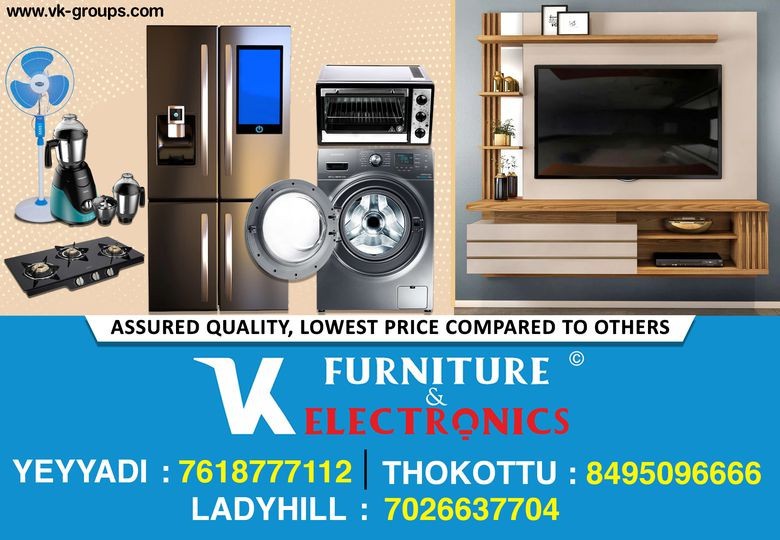 www.vk-groups.com
ASSURED QUALITY, LOWEST PRICE COMPARED TO OTHERS
VK FURNITURE ©
&
ELECTRONICS
YEYYADI : 7618777112 | THOKOTTU : 8495096666
LADYHILL : 7026637704